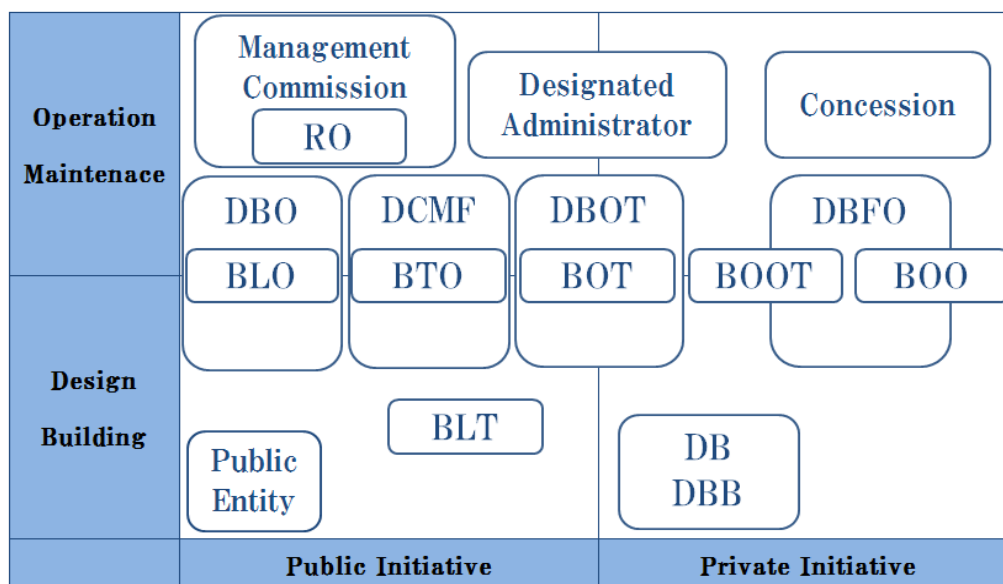 Operation
Maintenace
Management
Commission
RO
Designated
Administrator
Concession
DBO
DCMF
DBOT
DBFO
BLO
BTO
BOT
BOOT
BOO
Design
Building
BLT
Public
Entity
DB
DBB
Public Initiative
Private Initiative